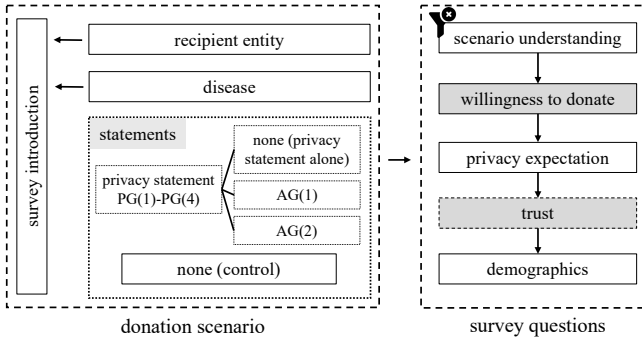 survey introduction
recipient entity
disease
statements
none (privacy
statement alone)
privacy statement
PG(1)-PG(4)
AG(1)
AG(2)
none (control)
donation scenario
scenario understanding
willingness to donate
privacy expectation
trust
demographics
survey questions